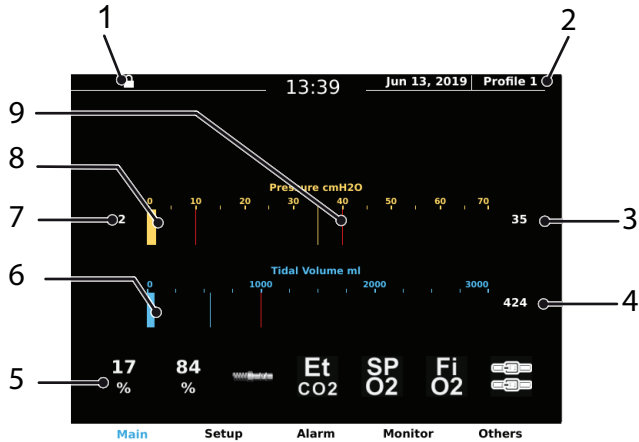 1
2
13:39
Jun 13, 2019
Profile 1
9
8
Pressure cmH2O
0 10 20 30 40 50 60 70
7
2
35
3
6
Tidal Volume ml
0 1000 2000 3000
424
4
17 84 Et SP Fi
% % CO2 O2 O2
5
Main Setup Alarm Monitor Others